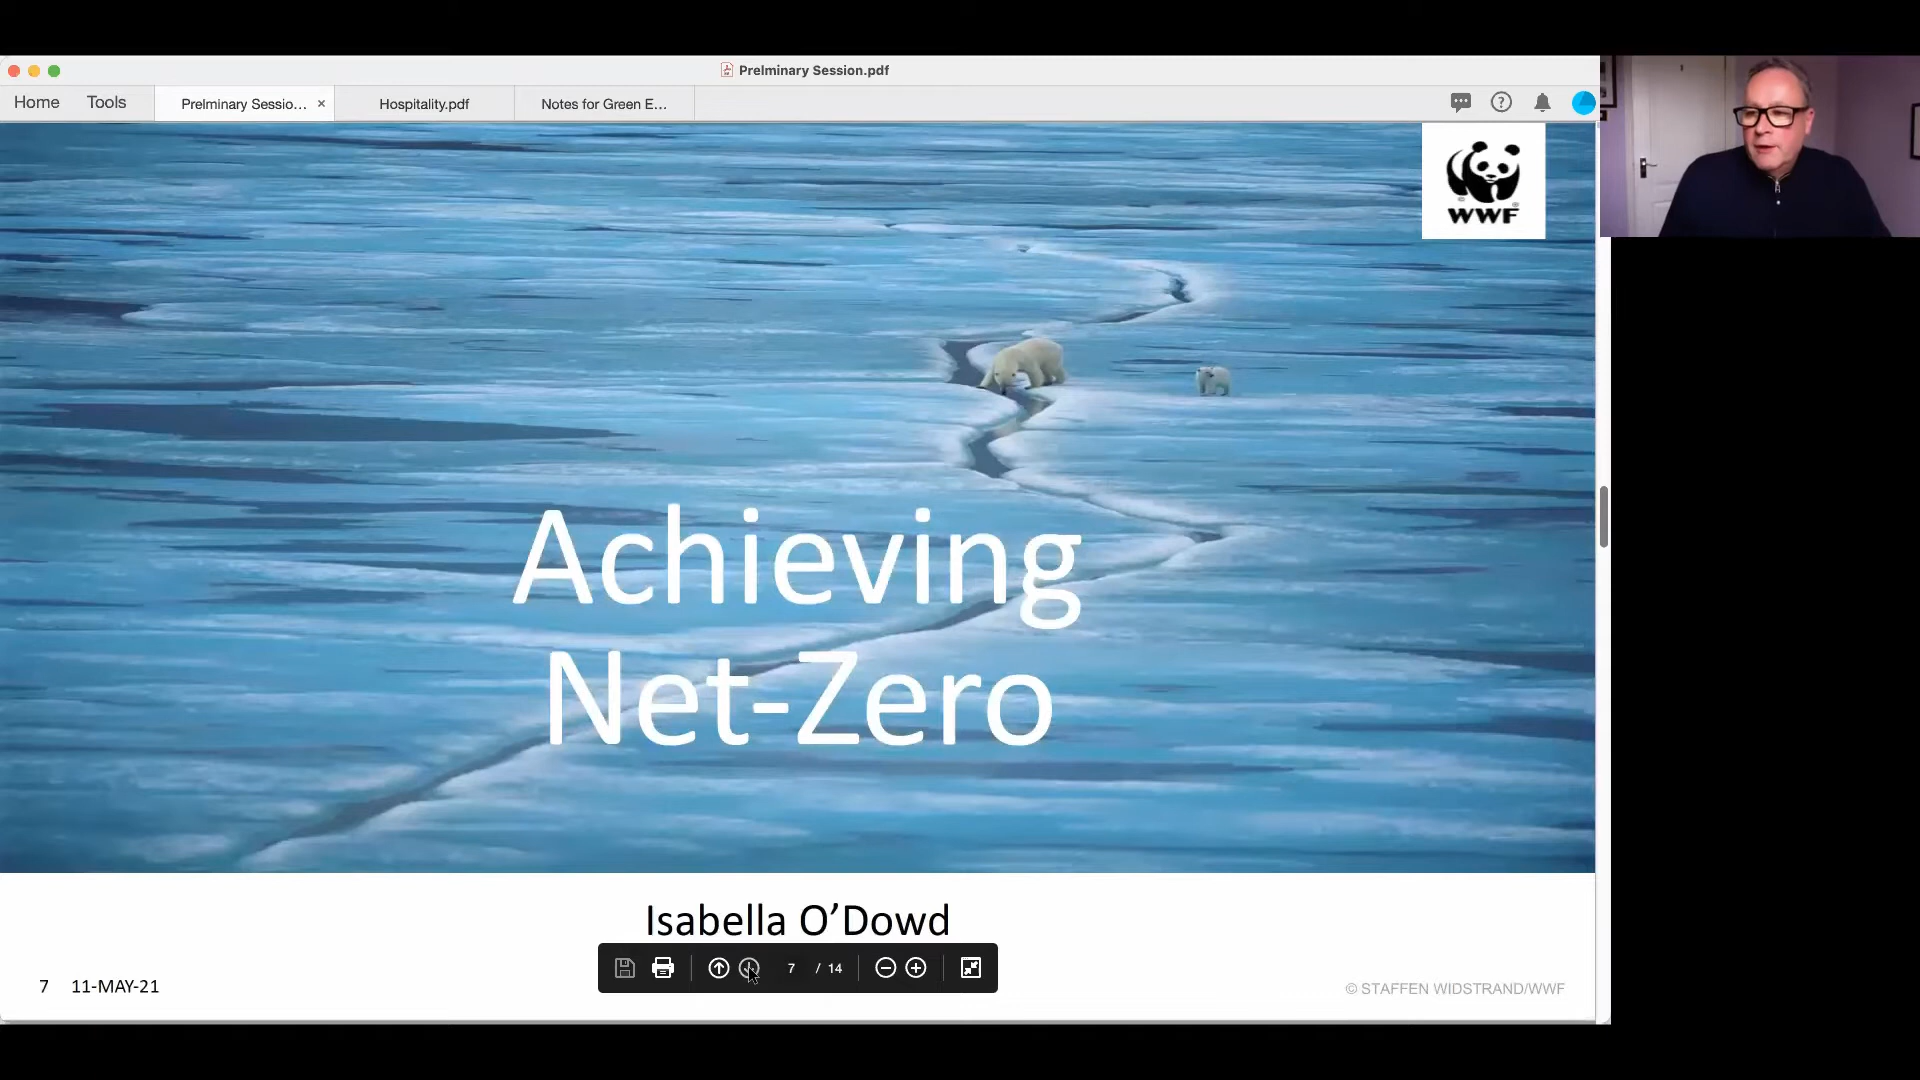 Prelminary Session.pdf
Home
Tools
Prelminary Sessio...
×
Hospitality.pdf
Notes for Green E...
WWF
Achieving
Net-Zero
Isabella O’Dowd
7 / 14
7 11-MAY-21
© STAFFEN WIDSTRAND/WWF